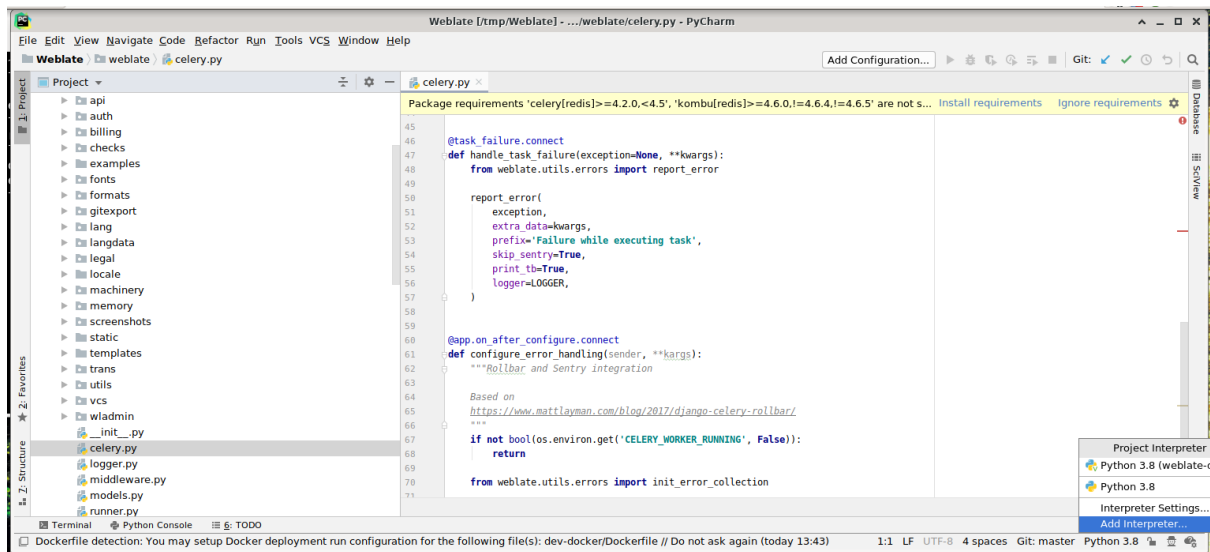 Weblate [/tmp/Weblate] - .../weblate/celery.py - PyCharm
File Edit View Navigate Code Refactor Run Tools VCS Window Help
Weblate weblate celery.py
Add Configuration...
Git:
1: Project
Project
api
auth
billing
checks
examples
fonts
formats
gitexport
lang
langdata
legal
locale
machinery
memory
screenshots
static
templates
trans
utils
vcs
wladmin
__init__.py
celery.py
logger.py
middleware.py
models.py
runner.py
2: Favorites
7: Structure
celery.py
Package requirements 'celery[redis]>=4.2.0,<4.5', 'kombu[redis]>=4.6.0,!=4.6.4,!=4.6.5' are not s... Install requirements Ignore requirements
45
46 @task_failure.connect
47 def handle_task_failure(exception=None, **kwargs):
48 from weblate.utils.errors import report_error
49
50 report_error(
51 exception,
52 extra_data=kwargs,
53 prefix='Failure while executing task',
54 skip_sentry=True,
55 print_tb=True,
56 logger=LOGGER,
57 )
58
59
60 @app.on_after_configure.connect
61 def configure_error_handling(sender, **kargs):
62 """Rollbar and Sentry integration
63
64 Based on
65 https://www.mattlayman.com/blog/2017/django-celery-rollbar/
66 """
67 if not bool(os.environ.get('CELERY_WORKER_RUNNING', False)):
68 return
69
70 from weblate.utils.errors import init_error_collection
71
Database
SciView
Project Interpreter
Python 3.8 (weblate-
Python 3.8
Interpreter Settings...
Add Interpreter...
Terminal Python Console 6: TODO
Dockerfile detection: You may setup Docker deployment run configuration for the following file(s): dev-docker/Dockerfile // Do not ask again (today 13:43) 1:1 LF UTF-8 4 spaces Git: master Python 3.8